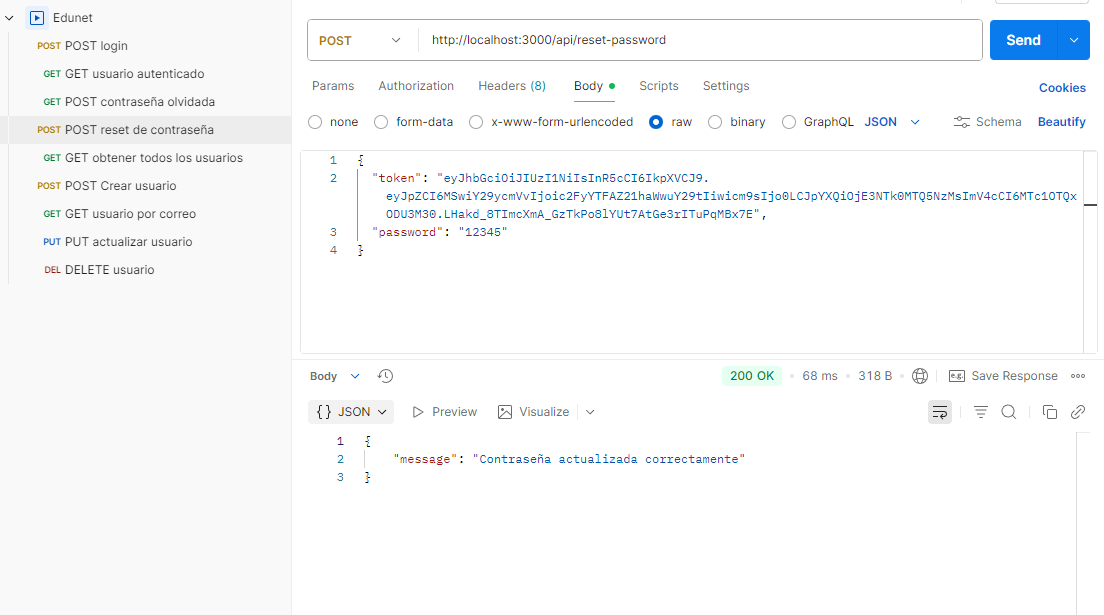 Edunet
POST POST login
GET GET usuario autenticado
GET POST contraseña olvidada
POST POST reset de contraseña
GET GET obtener todos los usuarios
POST POST Crear usuario
GET GET usuario por correo
PUT PUT actualizar usuario
DEL DELETE usuario
POST http://localhost:3000/api/reset-password Send
Params Authorization Headers (8) Body Scripts Settings Cookies
none form-data x-www-form-urlencoded raw binary GraphQL JSON Schema Beautify
1 {
2 "token": "eyJhbGciOiJIUzI1NiIsInR5cCI6IkpXVCJ9.
eyJpZCI6MSwiY29ycmVvIjoic2FyYTFAZ21haWwuY29tIiwicm9sIjo0LCJpYXQiOjE3NTk0MTQ5NzMsImV4cCI6MTc1OTQx
ODU3M30.LHakd_8TImcXmA_GzTkPo8lYUt7AtGe3rITuPqMBx7E",
3 "password": "12345"
4 }
Body 200 OK 68 ms 318 B e.g. Save Response
{} JSON Preview Visualize
1 {
2 "message": "Contraseña actualizada correctamente"
3 }